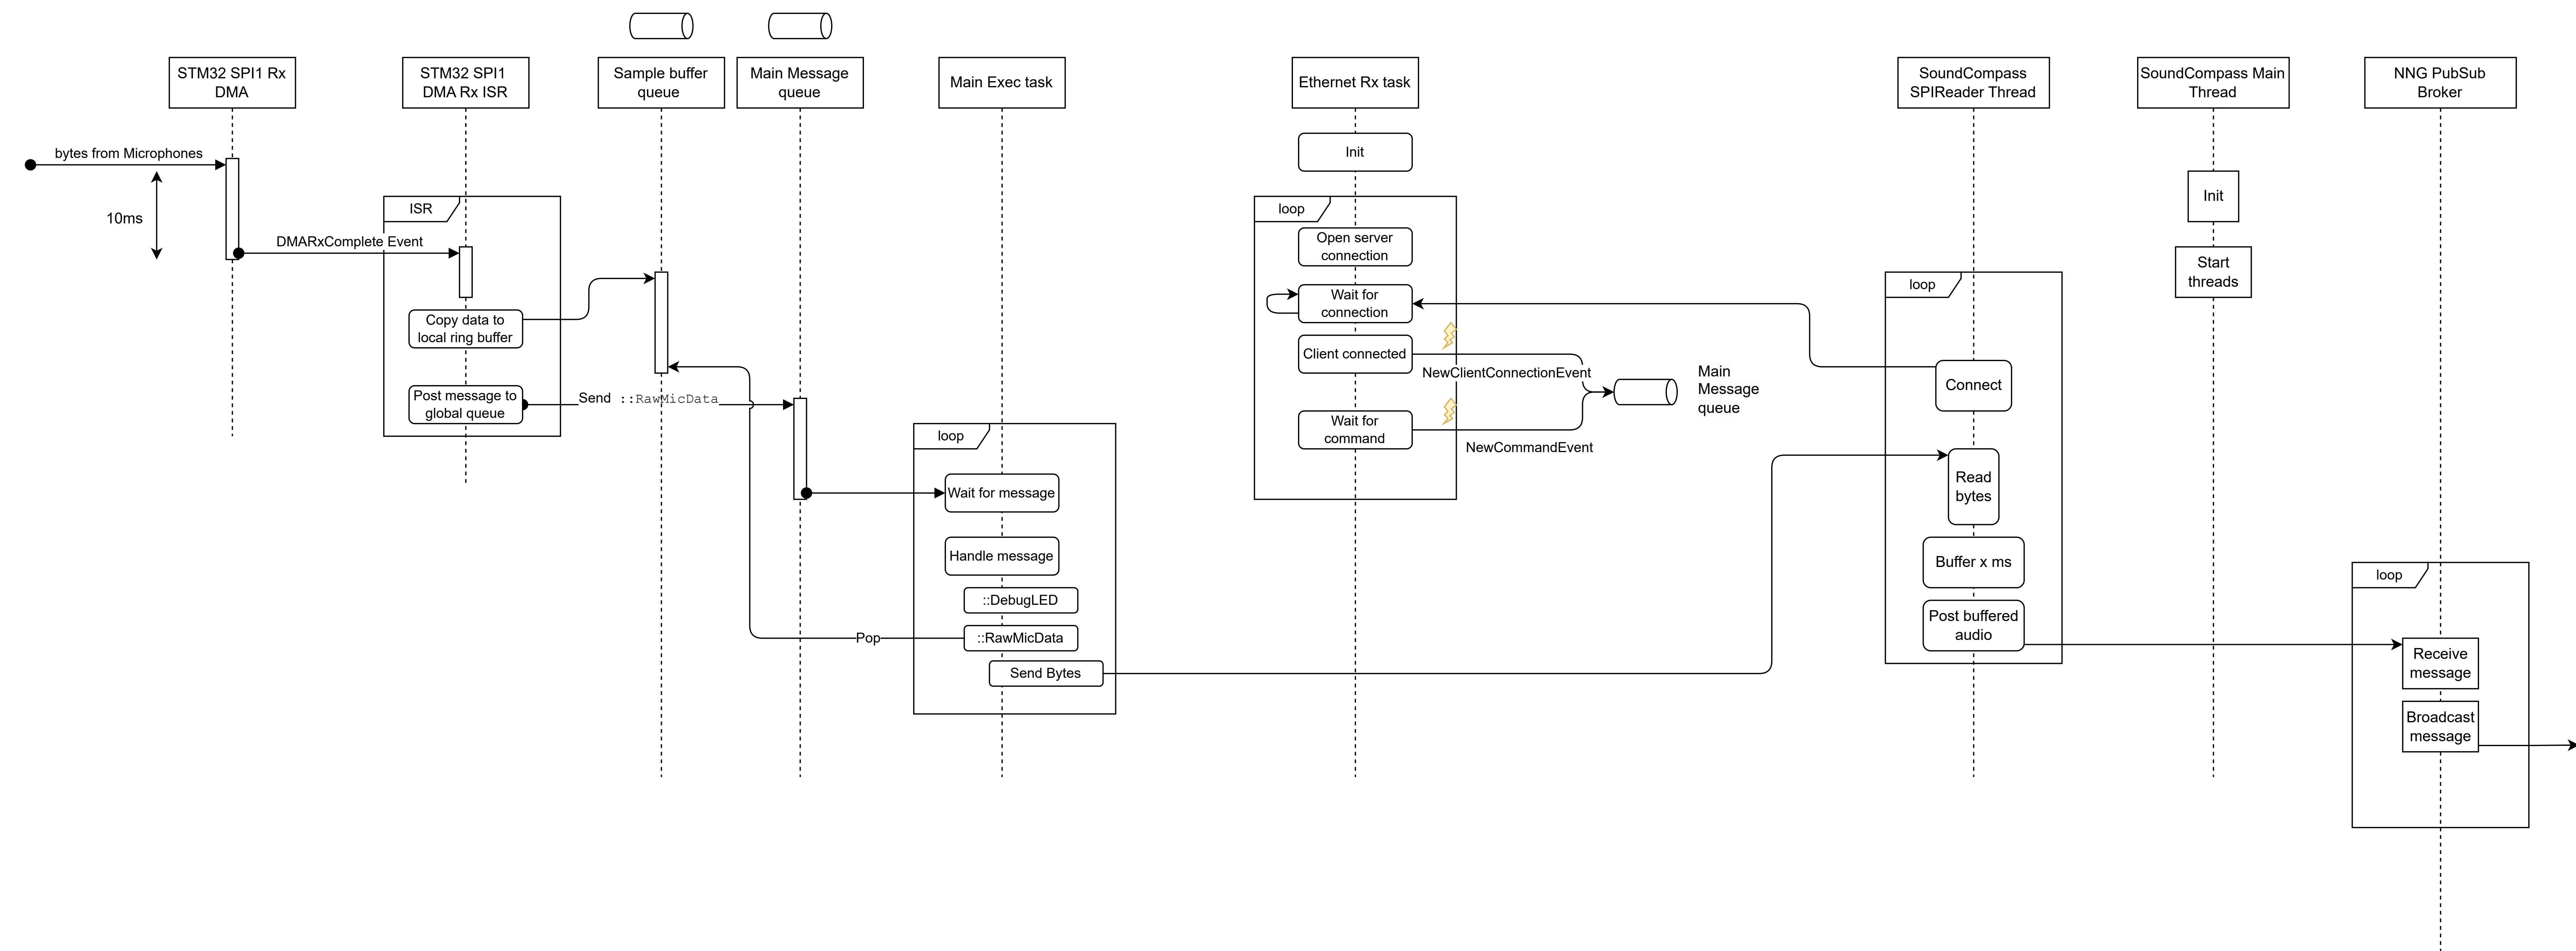 STM32 SPI1 Rx
DMA
STM32 SPI1
DMA Rx ISR
Sample buffer
queue
Main Message
queue
Main Exec task
Ethernet Rx task
SoundCompass
SPIReader Thread
SoundCompass Main
Thread
NNG PubSub
Broker
bytes from Microphones
10ms
DMARxComplete Event
ISR
Copy data to
local ring buffer
Post message to
global queue
Send ::RawMicData
loop
Wait for message
Handle message
::DebugLED
::RawMicData
Pop
Send Bytes
Init
loop
Open server
connection
Wait for
connection
Client connected
NewClientConnectionEvent
Wait for
command
NewCommandEvent
Main
Message
queue
loop
Connect
Read
bytes
Buffer x ms
Post buffered
audio
Init
Start
threads
loop
Receive
message
Broadcast
message